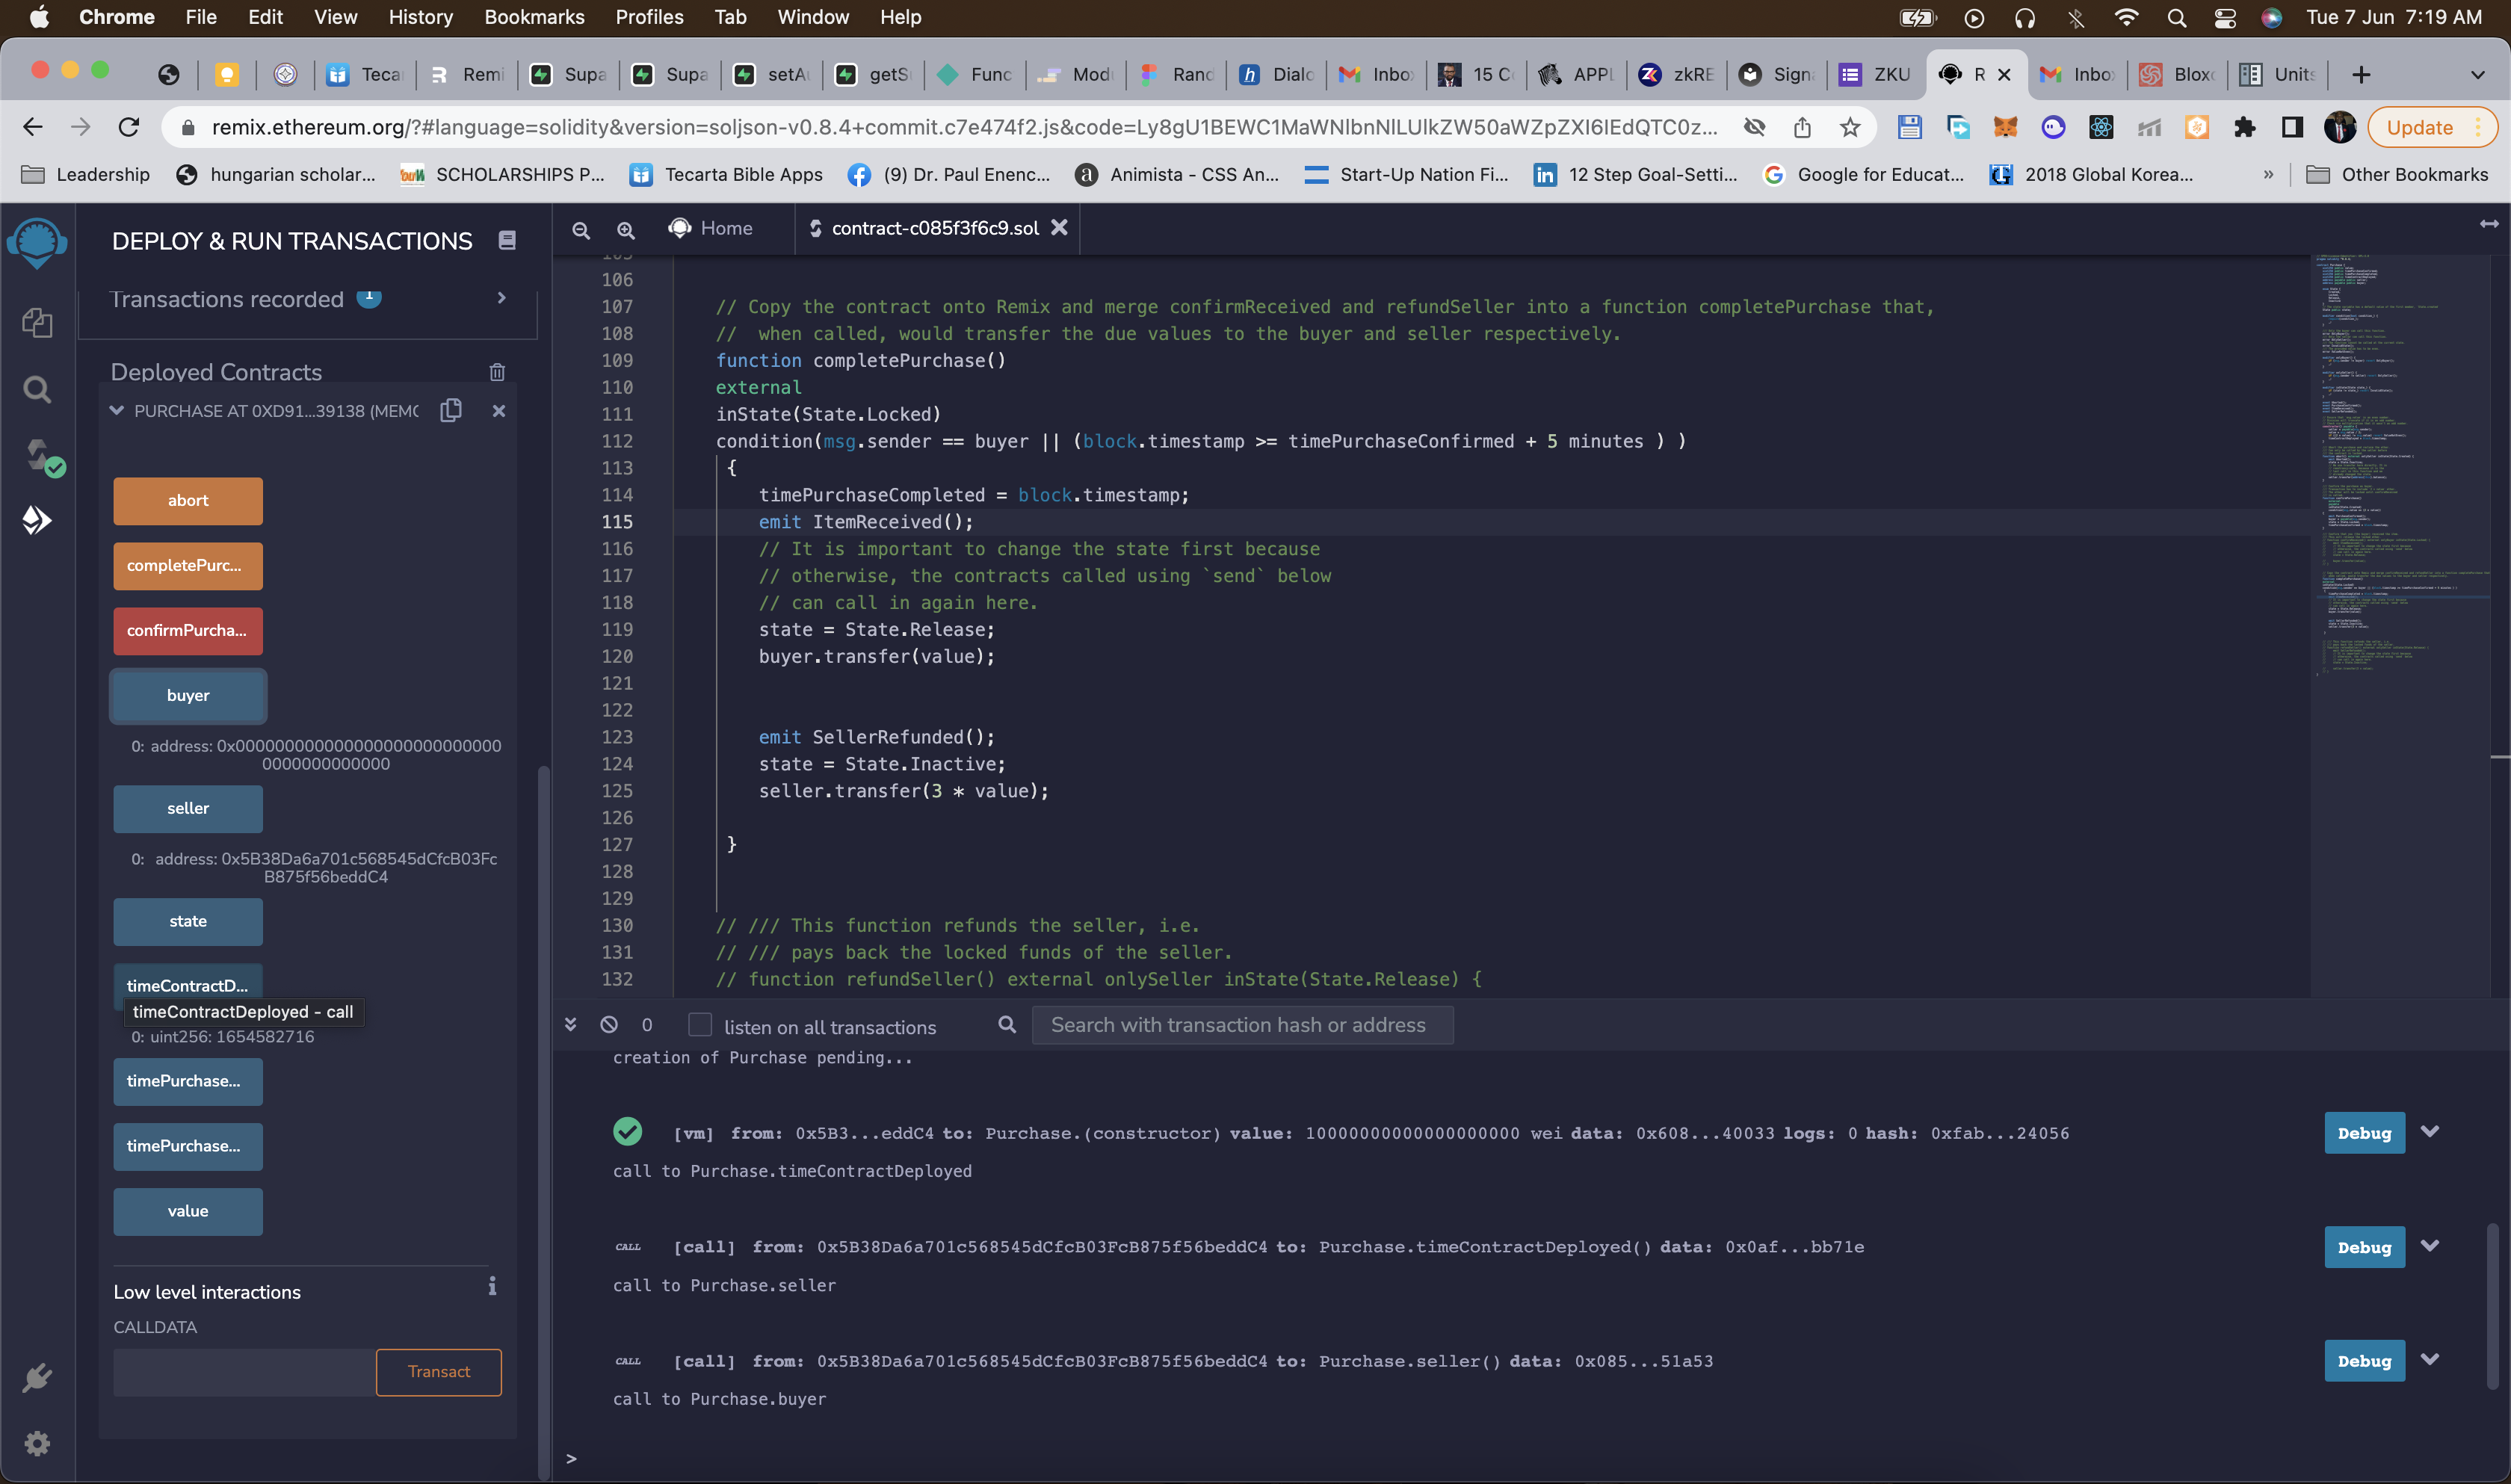 Chrome File Edit View History Bookmarks Profiles Tab Window Help Tue 7 Jun 7:19 AM
Teca Remi Supa Supa setAu getS Func Mod Rand Dialo Inbo 15 C APPL zkRE Sign ZKU R Inbo Blox Units
remix.ethereum.org/?#language=solidity&version=soljson-v0.8.4+commit.c7e474f2.js&code=Ly8gU1BEWC1MaWNlbnNlLUlkZW50aWZpZXI6IEdQTC0z... Update
Leadership hungarian scholar... SCHOLARSHIPS P... Tecarta Bible Apps (9) Dr. Paul Enenc... Animista - CSS An... Start-Up Nation Fi... 12 Step Goal-Setti... Google for Educat... 2018 Global Korea... » Other Bookmarks
DEPLOY & RUN TRANSACTIONS
Transactions recorded 1
Deployed Contracts
PURCHASE AT 0XD91...39138 (MEMO
abort
completePurc...
confirmPurcha...
buyer
0: address: 0x00000000000000000000000000
00000000000000
seller
0: address: 0x5B38Da6a701c568545dCfcB03Fc
B875f56beddC4
state
timeContractD...
timeContractDeployed - call
0: uint256: 1654582716
timePurchase...
timePurchase...
value
Low level interactions
CALLDATA
Transact
Home contract-c085f3f6c9.sol
105
106
107 // Copy the contract onto Remix and merge confirmReceived and refundSeller into a function completePurchase that,
108 //  when called, would transfer the due values to the buyer and seller respectively.
109 function completePurchase()
110 external
111 inState(State.Locked)
112 condition(msg.sender == buyer || (block.timestamp >= timePurchaseConfirmed + 5 minutes ) )
113 {
114 timePurchaseCompleted = block.timestamp;
115 emit ItemReceived();
116 // It is important to change the state first because
117 // otherwise, the contracts called using `send` below
118 // can call in again here.
119 state = State.Release;
120 buyer.transfer(value);
121
122
123 emit SellerRefunded();
124 state = State.Inactive;
125 seller.transfer(3 * value);
126
127 }
128
129
130 // /// This function refunds the seller, i.e.
131 // /// pays back the locked funds of the seller.
132 // function refundSeller() external onlySeller inState(State.Release) {
0 listen on all transactions Search with transaction hash or address
creation of Purchase pending...
[vm] from: 0x5B3...eddC4 to: Purchase.(constructor) value: 10000000000000000000 wei data: 0x608...40033 logs: 0 hash: 0xfab...24056 Debug
call to Purchase.timeContractDeployed
CALL [call] from: 0x5B38Da6a701c568545dCfcB03FcB875f56beddC4 to: Purchase.timeContractDeployed() data: 0x0af...bb71e Debug
call to Purchase.seller
CALL [call] from: 0x5B38Da6a701c568545dCfcB03FcB875f56beddC4 to: Purchase.seller() data: 0x085...51a53 Debug
call to Purchase.buyer
>